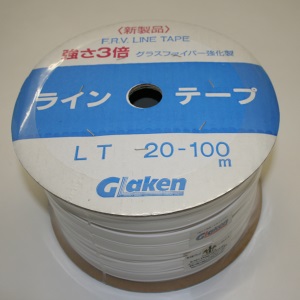 〈新製品〉
F.R.V. LINE TAPE
強さ3倍 グラスファイバー強化製
ライン テープ
LT 20-100m
Glaken